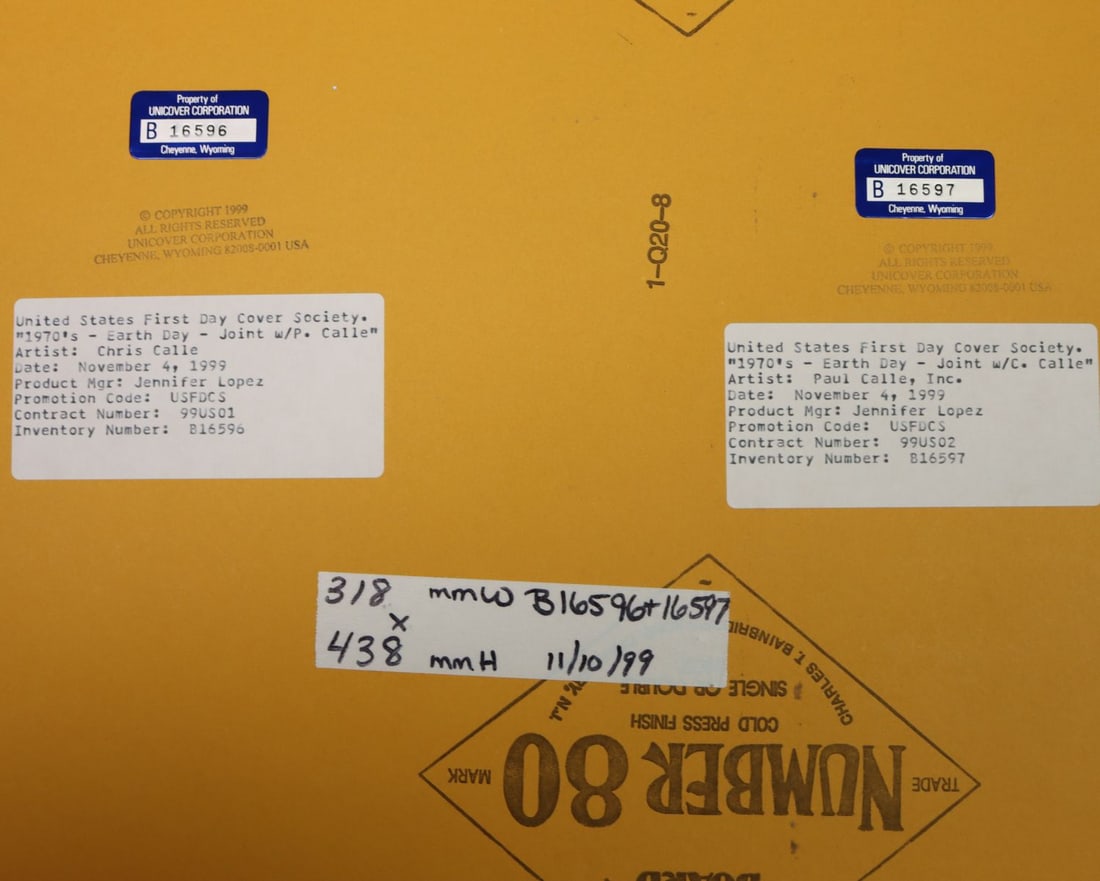 Property of
UNICOVER CORPORATION
B 16596
Cheyenne, Wyoming
© COPYRIGHT 1999
ALL RIGHTS RESERVED
UNICOVER CORPORATION
CHEYENNE, WYOMING 82008-0001 USA
United States First Day Cover Society.
"1970's - Earth Day - Joint w/P. Calle"
Artist: Chris Calle
Date: November 4, 1999
Product Mgr: Jennifer Lopez
Promotion Code: USFDCS
Contract Number: 99US01
Inventory Number: B16596
1-Q20-8
Property of
UNICOVER CORPORATION
B 16597
Cheyenne, Wyoming
© COPYRIGHT 1999
ALL RIGHTS RESERVED
UNICOVER CORPORATION
CHEYENNE, WYOMING 82008-0001 USA
United States First Day Cover Society.
"1970's - Earth Day - Joint w/C. Calle"
Artist: Paul Calle, Inc.
Date: November 4, 1999
Product Mgr: Jennifer Lopez
Promotion Code: USFDCS
Contract Number: 99US02
Inventory Number: B16597
318 mmW B16596+16597
x
438 mmH 11/10/99
BOARD
TRADE NUMBER 80 MARK
COLD PRESS FINISH
SINGLE OR DOUBLE
CHARLES T. BAINBRID
N.J.